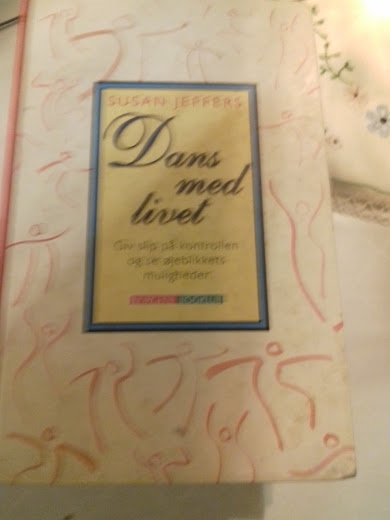 SUSAN JEFFERS
Dans
med
livet
Giv slip på kontrollen
og se øjeblikkets
muligheder